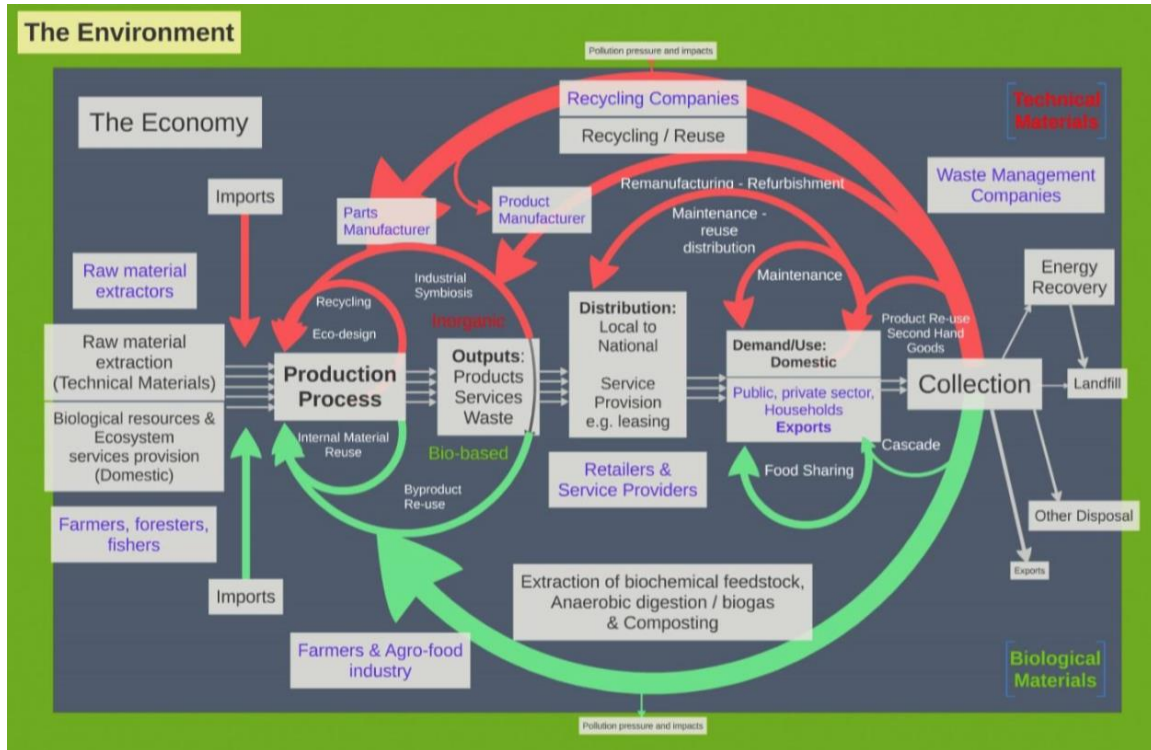 The Environment
Pollution pressure and impacts
The Economy
Recycling Companies
Recycling / Reuse
Technical
Materials
Waste Management
Companies
Imports
Parts
Manufacturer
Product
Manufacturer
Remanufacturing - Refurbishment
Maintenance -
reuse
distribution
Maintenance
Raw material
extractors
Recycling
Eco-design
Industrial
Symbiosis
Inorganic
Energy
Recovery
Product Re-use
Second Hand
Goods
Raw material
extraction
(Technical Materials)
Biological resources &
Ecosystem
services provision
(Domestic)
Production
Process
Outputs:
Products
Services
Waste
Distribution:
Local to
National
Service
Provision
e.g. leasing
Demand/Use:
Domestic
Public, private sector,
Households
Exports
Collection
Landfill
Internal Material
Reuse
Bio-based
Byproduct
Re-use
Retailers &
Service Providers
Food Sharing
Cascade
Farmers, foresters,
fishers
Other Disposal
Exports
Imports
Extraction of biochemical feedstock,
Anaerobic digestion / biogas
& Composting
Farmers & Agro-food
industry
Biological
Materials
Pollution pressure and impacts